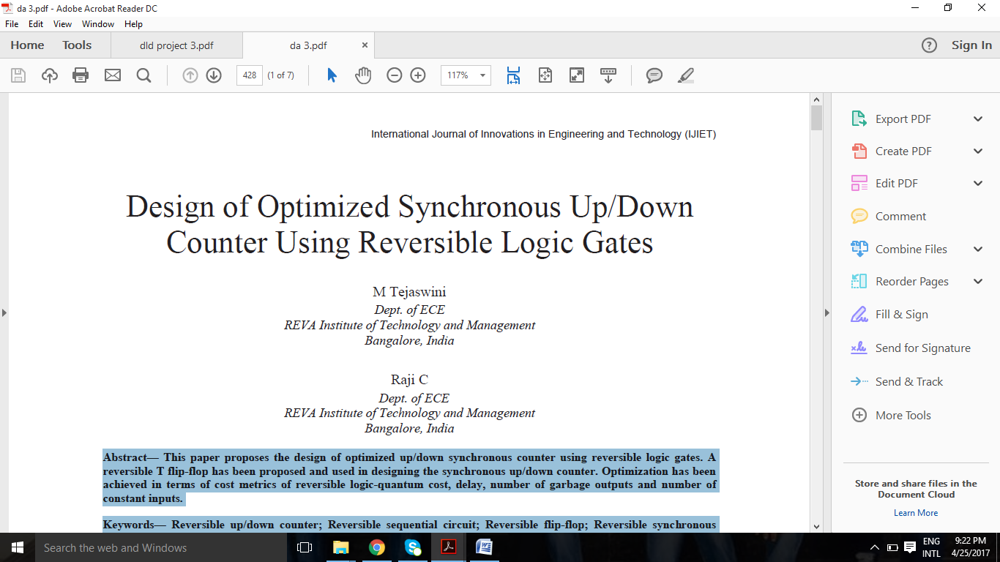 da 3.pdf - Adobe Acrobat Reader DC
File Edit View Window Help
Home Tools dld project 3.pdf da 3.pdf × ? Sign In
428 (1 of 7) 117%
International Journal of Innovations in Engineering and Technology (IJIET)
Design of Optimized Synchronous Up/Down
Counter Using Reversible Logic Gates
M Tejaswini
Dept. of ECE
REVA Institute of Technology and Management
Bangalore, India
Raji C
Dept. of ECE
REVA Institute of Technology and Management
Bangalore, India
Abstract— This paper proposes the design of optimized up/down synchronous counter using reversible logic gates. A
reversible T flip-flop has been proposed and used in designing the synchronous up/down counter. Optimization has been
achieved in terms of cost metrics of reversible logic-quantum cost, delay, number of garbage outputs and number of
constant inputs.
Keywords— Reversible up/down counter; Reversible sequential circuit; Reversible flip-flop; Reversible synchronous
Export PDF
Create PDF
Edit PDF
Comment
Combine Files
Reorder Pages
Fill & Sign
Send for Signature
Send & Track
More Tools
Store and share files in the
Document Cloud
Learn More
Search the web and Windows
ENG
INTL
9:22 PM
4/25/2017